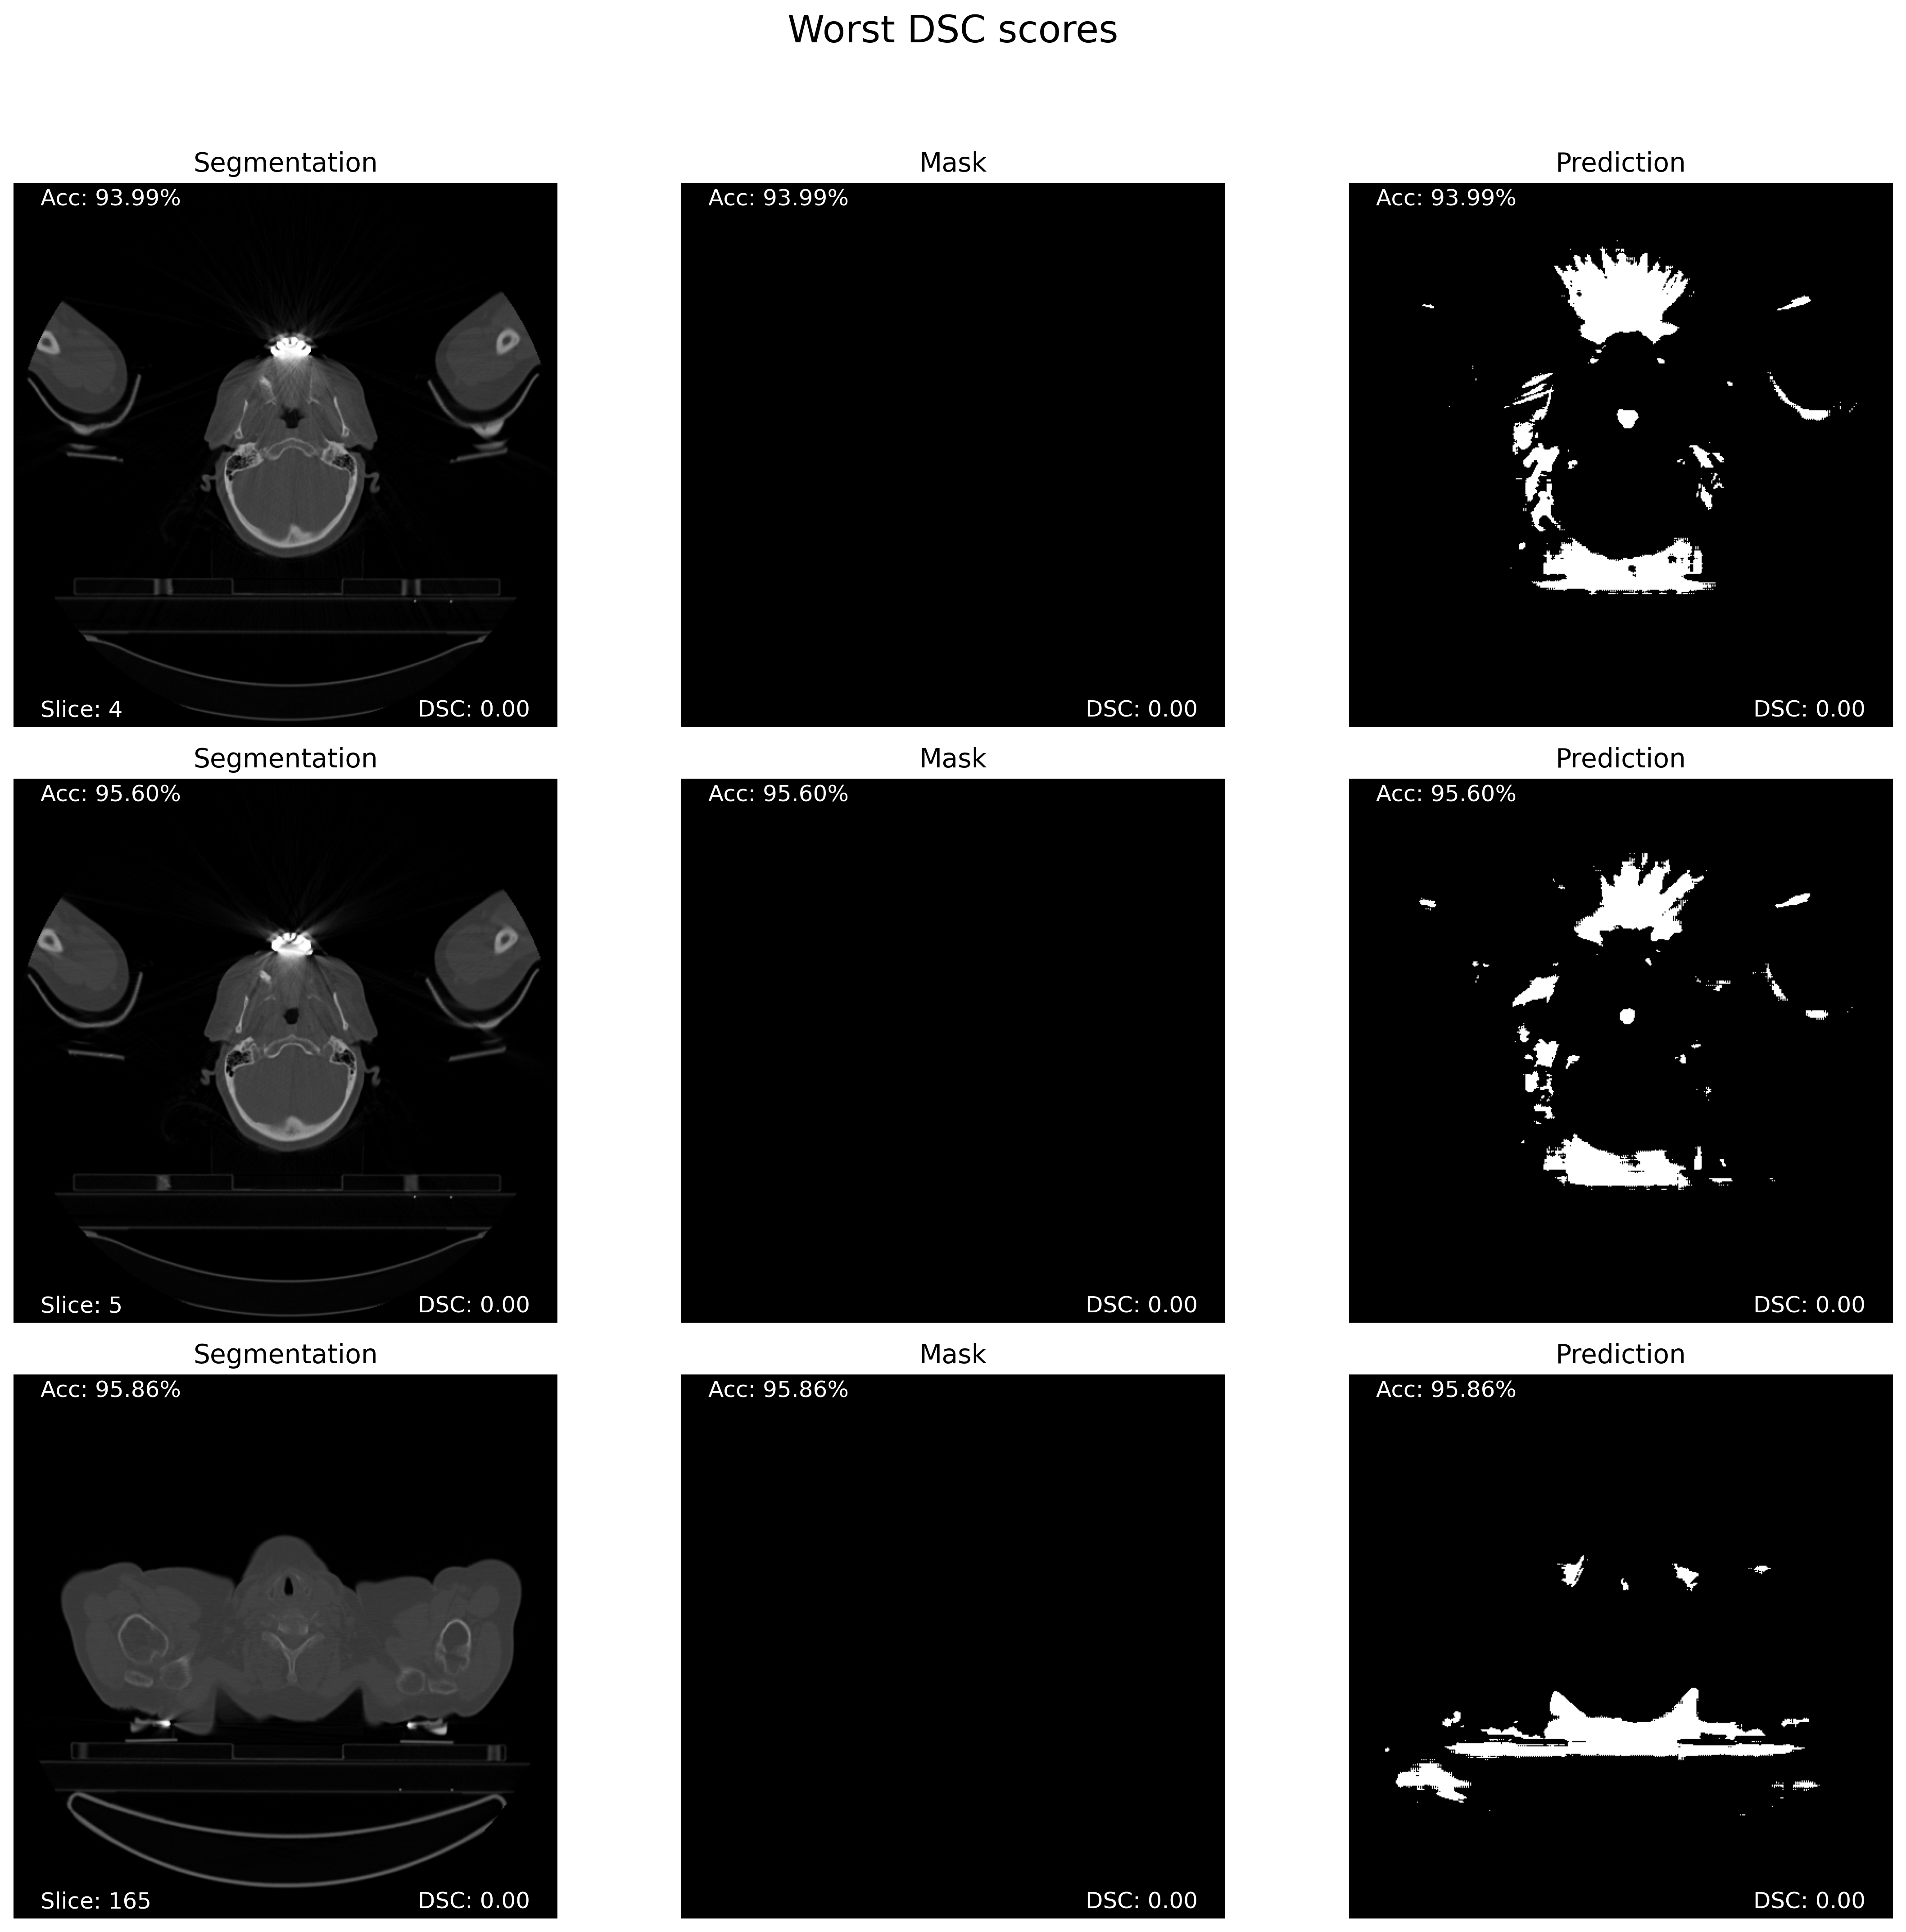 Worst DSC scores
Segmentation
Mask
Prediction
Acc: 93.99%
Acc: 93.99%
Acc: 93.99%
Slice: 4
DSC: 0.00
DSC: 0.00
DSC: 0.00
Segmentation
Mask
Prediction
Acc: 95.60%
Acc: 95.60%
Acc: 95.60%
Slice: 5
DSC: 0.00
DSC: 0.00
DSC: 0.00
Segmentation
Mask
Prediction
Acc: 95.86%
Acc: 95.86%
Acc: 95.86%
Slice: 165
DSC: 0.00
DSC: 0.00
DSC: 0.00